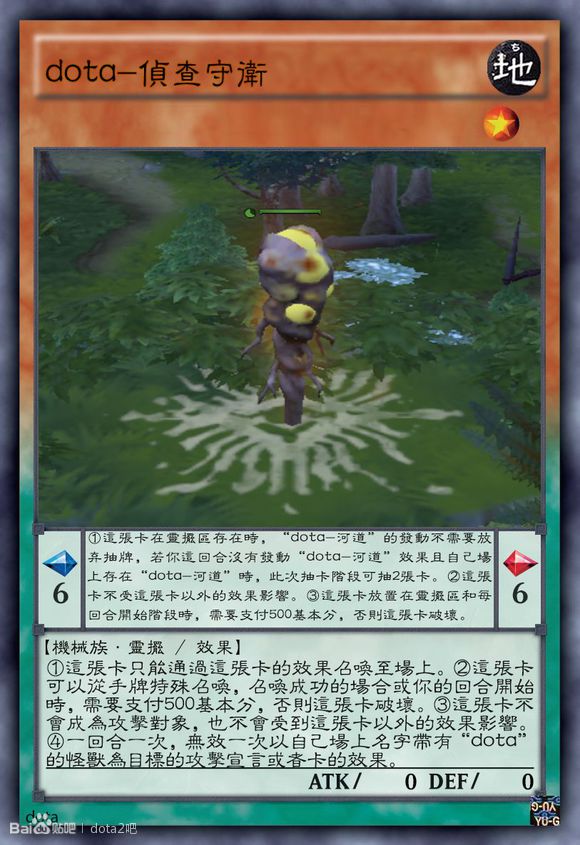 dota-偵查守衛
地
ち
①這張卡在靈擺區存在時，“dota-河道”的發動不需要放
棄抽牌，若你這回合沒有發動“dota-河道”效果且自己場
上存在“dota-河道”時，此次抽卡階段可抽2張卡。②這張
卡不受這張卡以外的效果影響。③這張卡放置在靈擺區和每
回合開始階段時，需要支付500基本分，否則這張卡破壞。
6
6
【機械族·靈擺 / 效果】
①這張卡只能通過這張卡的效果召喚至場上。②這張卡
可以從手牌特殊召喚，召喚成功的場合或你的回合開始
時，需要支付500基本分，否則這張卡破壞。③這張卡不
會成為攻擊對象，也不會受到這張卡以外的效果影響。
④一回合一次，無效一次以自己場上名字帶有“dota”
的怪獸為目標的攻擊宣言或者卡的效果。
ATK/ 0 DEF/ 0
dota
Bai 贴吧 | dota2吧
YU-G
YU-G